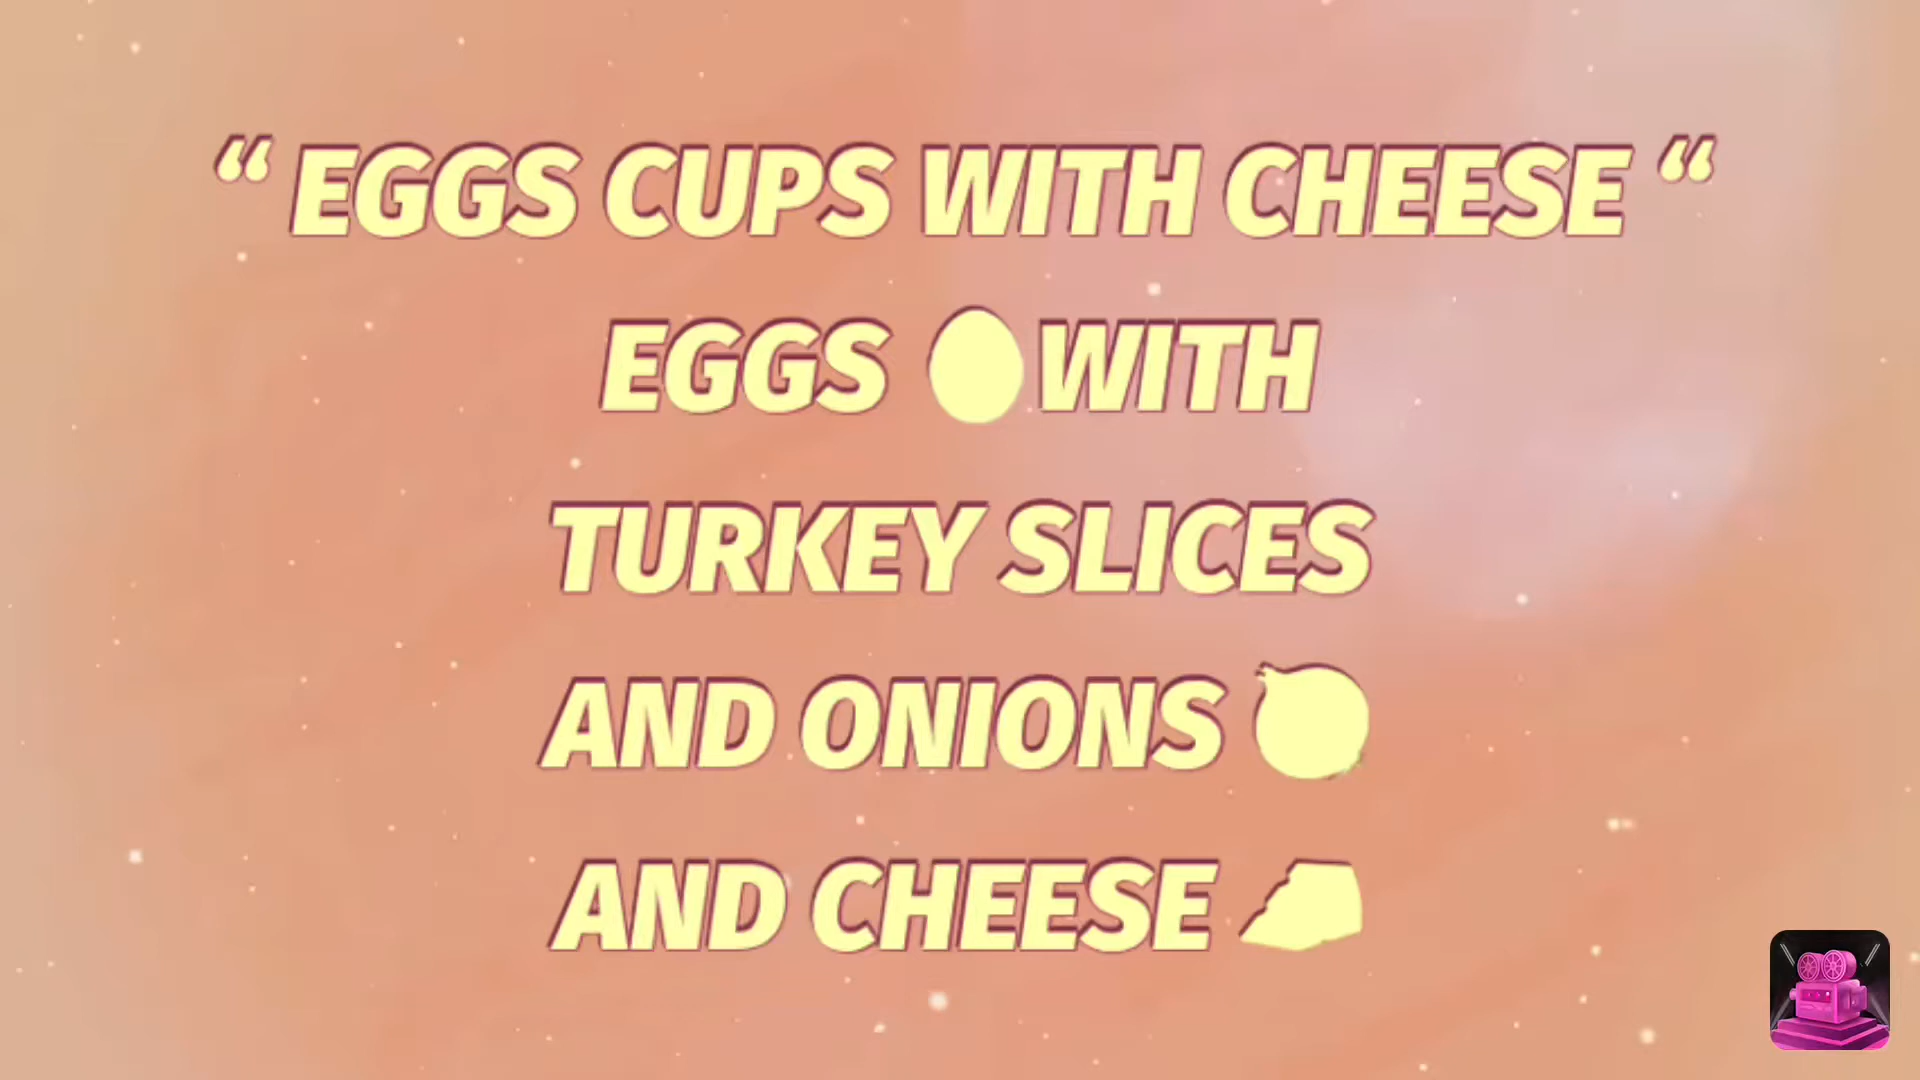 “ EGGS CUPS WITH CHEESE “
EGGS 🥚WITH
TURKEY SLICES
AND ONIONS 🧅
AND CHEESE 🧀